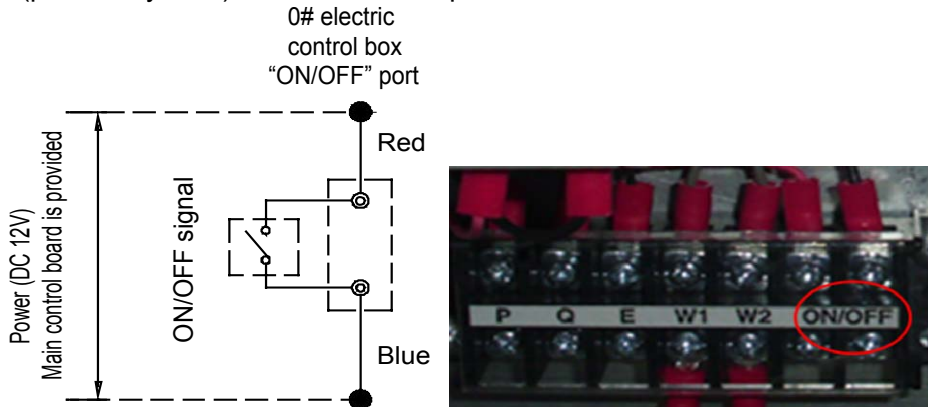 0# electric
control box
“ON/OFF” port
Red
Power (DC 12V)
Main control board is provided
ON/OFF signal
Blue
P Q E W1 W2 ON/OFF